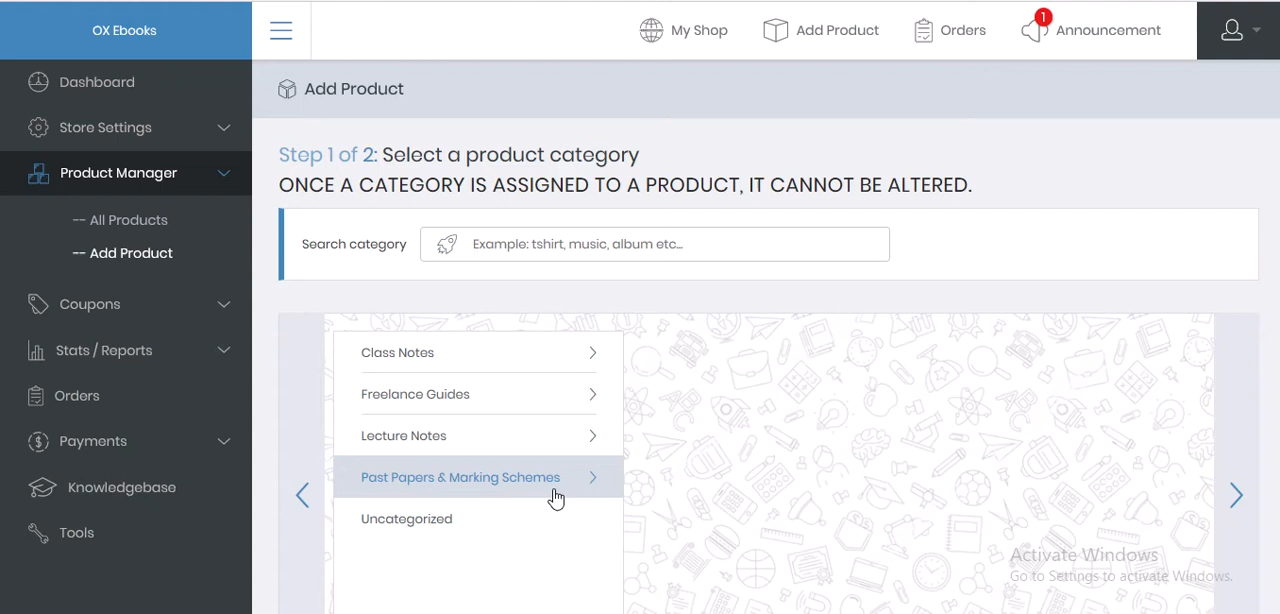 OX Ebooks
My Shop
Add Product
Orders
1
Announcement
Dashboard
Store Settings
Product Manager
-- All Products
-- Add Product
Coupons
Stats / Reports
Orders
Payments
Knowledgebase
Tools
Add Product
Step 1 of 2: Select a product category
ONCE A CATEGORY IS ASSIGNED TO A PRODUCT, IT CANNOT BE ALTERED.
Search category
Example: tshirt, music, album etc...
Class Notes
Freelance Guides
Lecture Notes
Past Papers & Marking Schemes
Uncategorized
Activate Windows
Go to Settings to activate Windows.